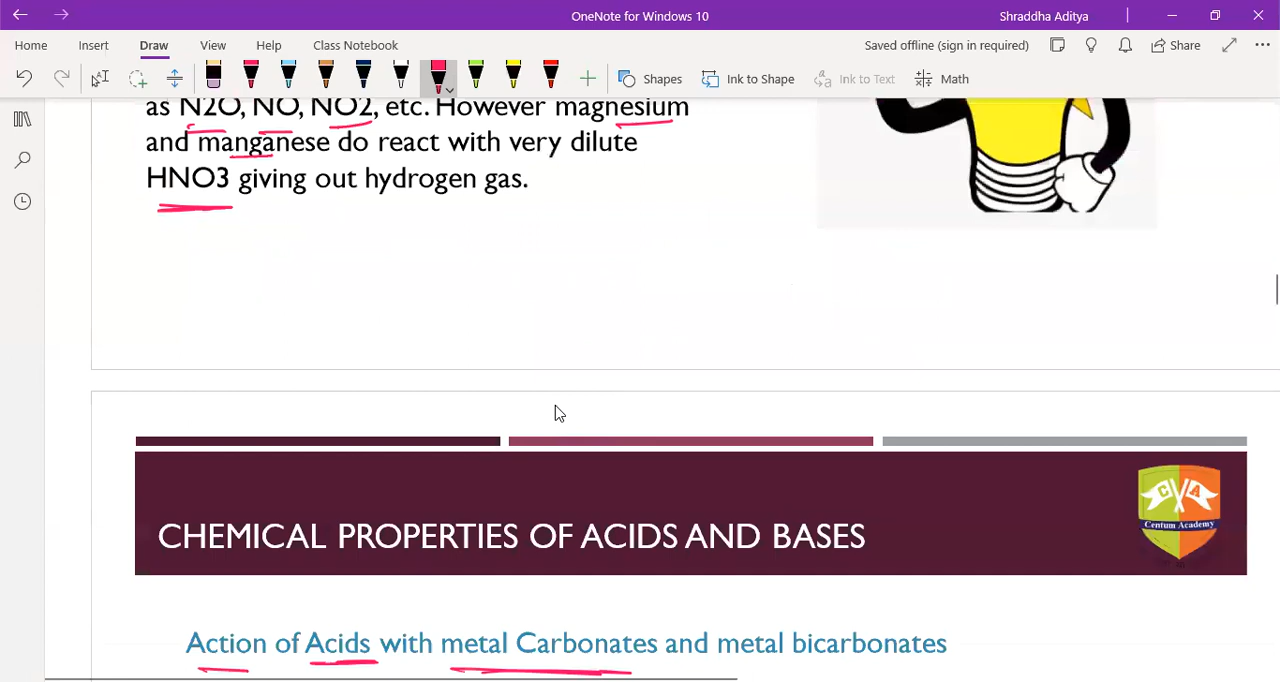 OneNote for Windows 10
Shraddha Aditya
Home Insert Draw View Help Class Notebook
Saved offline (sign in required) Share
Shapes Ink to Shape Ink to Text Math
as N2O, NO, NO2, etc. However magnesium
and manganese do react with very dilute
HNO3 giving out hydrogen gas.
CHEMICAL PROPERTIES OF ACIDS AND BASES
C A
Centum Academy
Action of Acids with metal Carbonates and metal bicarbonates